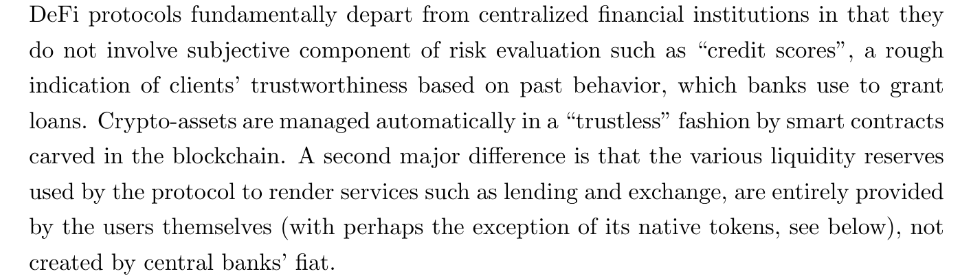 DeFi protocols fundamentally depart from centralized financial institutions in that they
do not involve subjective component of risk evaluation such as “credit scores”, a rough
indication of clients’ trustworthiness based on past behavior, which banks use to grant
loans. Crypto-assets are managed automatically in a “trustless” fashion by smart contracts
carved in the blockchain. A second major difference is that the various liquidity reserves
used by the protocol to render services such as lending and exchange, are entirely provided
by the users themselves (with perhaps the exception of its native tokens, see below), not
created by central banks’ fiat.